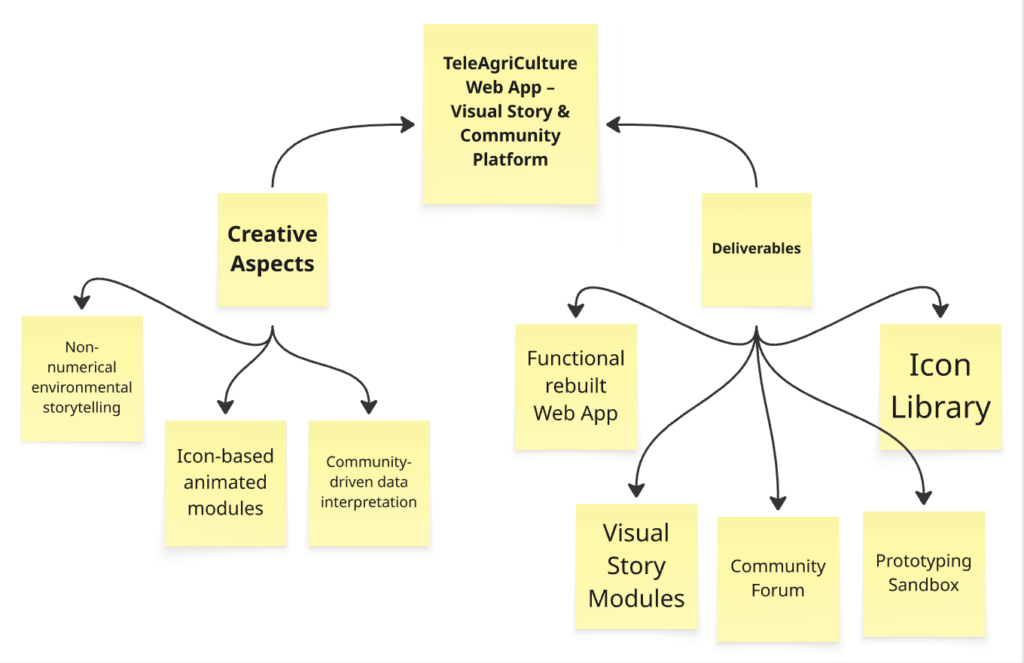 TeleAgriCulture
Web App –
Visual Story &
Community
Platform
Creative
Aspects
Deliverables
Non-
numerical
environmental
storytelling
Icon-based
animated
modules
Community-
driven data
interpretation
Functional
rebuilt
Web App
Visual
Story
Modules
Community
Forum
Prototyping
Sandbox
Icon
Library